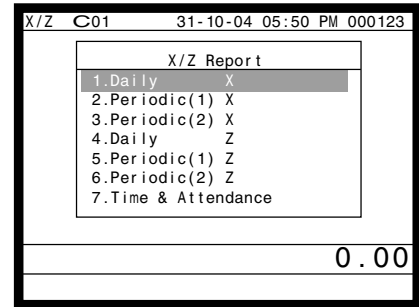 X/Z C01 31-10-04 05:50 PM 000123
X/Z Report
1.Daily X
2.Periodic(1) X
3.Periodic(2) X
4.Daily Z
5.Periodic(1) Z
6.Periodic(2) Z
7.Time & Attendance
0.00